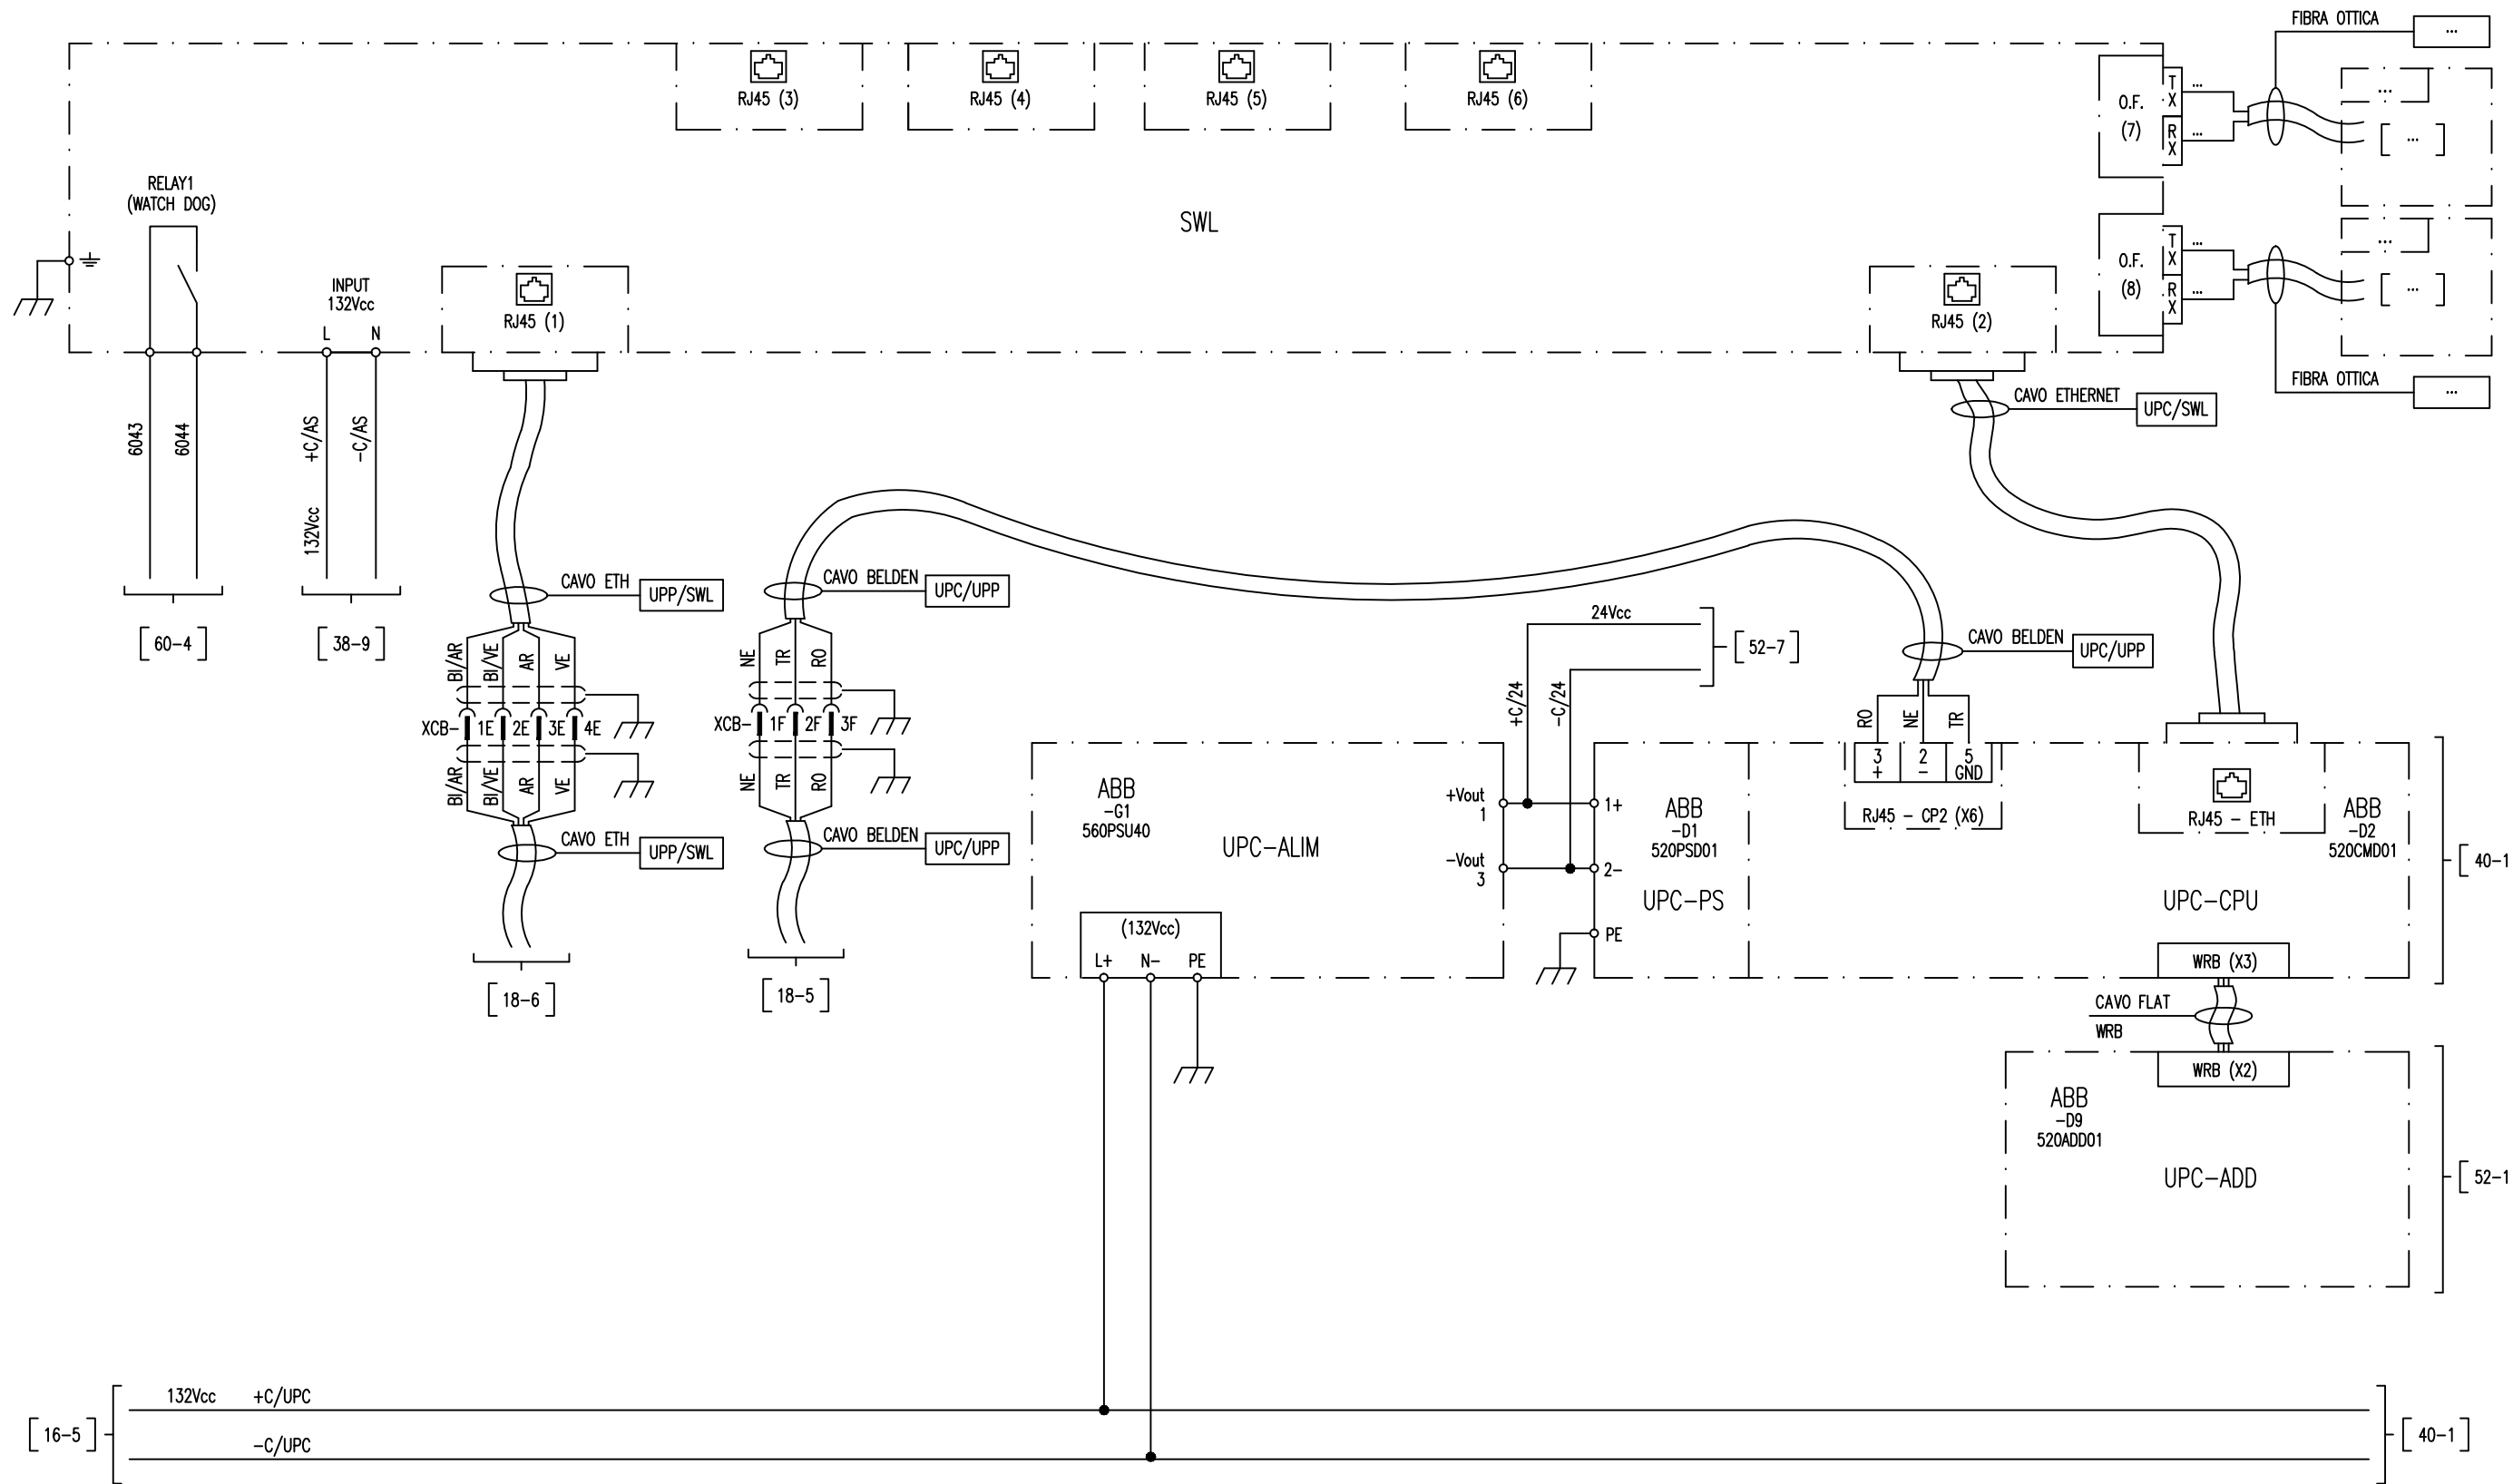 FIBRA OTTICA ...
RJ45 (3)
RJ45 (4)
RJ45 (5)
RJ45 (6)
O.F.
(7)
TX
RX
...
...
...
[ ... ]
RELAY1
(WATCH DOG)
SWL
INPUT
132Vcc
L N
RJ45 (1)
RJ45 (2)
O.F.
(8)
TX
RX
...
...
...
[ ... ]
FIBRA OTTICA ...
CAVO ETHERNET UPC/SWL
6043
6044
+C/AS
-C/AS
132Vcc
[ 60-4 ]
[ 38-9 ]
CAVO ETH UPP/SWL
BI/AR
BI/VE
AR
VE
XCB- 1E 2E 3E 4E
BI/AR
BI/VE
AR
VE
CAVO ETH UPP/SWL
[ 18-6 ]
CAVO BELDEN UPC/UPP
NE
TR
RO
XCB- 1F 2F 3F
NE
TR
RO
CAVO BELDEN UPC/UPP
[ 18-5 ]
24Vcc
[ 52-7 ]
+C/24
-C/24
CAVO BELDEN UPC/UPP
RO
NE
TR
3 2 5
+ - GND
RJ45 - CP2 (X6)
RJ45 - ETH
ABB
-G1
560PSU40
UPC-ALIM
+Vout
1
-Vout
3
(132Vcc)
L+ N- PE
1+
2-
PE
ABB
-D1
520PSD01
UPC-PS
ABB
-D2
520CMD01
UPC-CPU
[ 40-1
WRB (X3)
CAVO FLAT
WRB
WRB (X2)
ABB
-D9
520ADD01
UPC-ADD
[ 52-1
132Vcc +C/UPC
[ 16-5 ]
-C/UPC
[ 40-1 ]